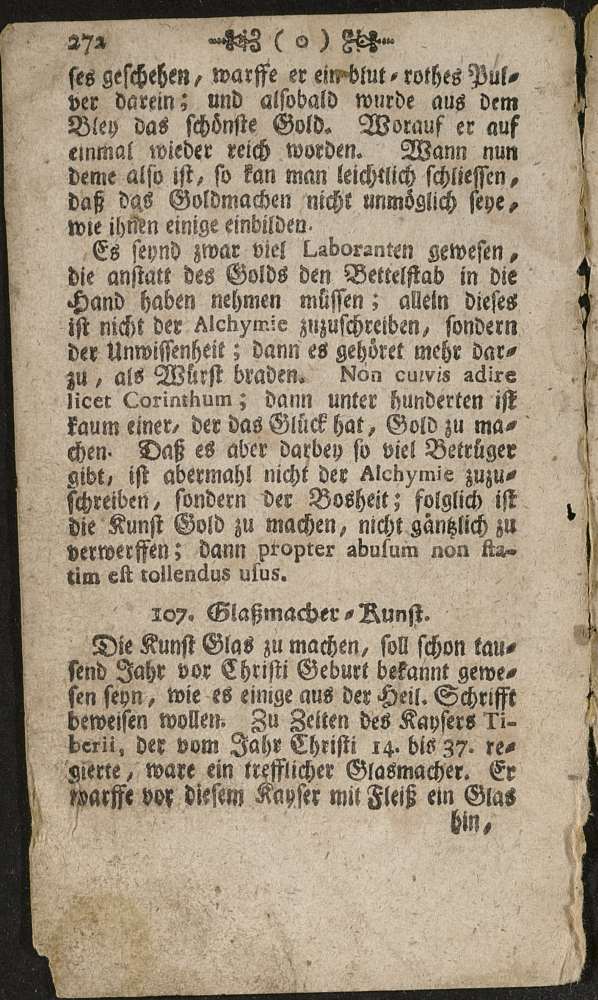 272 ( o )
ses geschehen, warffe er ein blut-rothes Pul-
ver darein; und alsobald wurde aus dem
Bley das schönste Gold. Worauf er auf
einmal wieder reich worden. Wann nun
deme also ist, so kan man leichtlich schliessen,
daß das Goldmachen nicht unmöglich seye,
wie ihnen einige einbilden.
Es seynd zwar viel Laboranten gewesen,
die anstatt des Golds den Bettelstab in die
Hand haben nehmen müssen; allein dieses
ist nicht der Alchymie zuzuschreiben, sondern
der Unwissenheit; dann es gehöret mehr dar-
zu, als Würst braden. Non cuivis adire
licet Corinthum; dann unter hunderten ist
kaum einer, der das Glück hat, Gold zu ma-
chen. Daß es aber darbey so viel Betrüger
gibt, ist abermahl nicht der Alchymie zuzu-
schreiben, sondern der Bosheit; folglich ist
die Kunst Gold zu machen, nicht gäntzlich zu
verwerffen; dann propter abusum non sta-
tim est tollendus usus.
107. Glaßmacher-Kunst.
Die Kunst Glas zu machen, soll schon tau-
send Jahr vor Christi Geburt bekannt gewe-
sen seyn, wie es einige aus der Heil. Schrifft
beweisen wollen. Zu Zeiten des Kaysers Ti-
berii, der vom Jahr Christi 14. bis 37. re-
gierte, ware ein trefflicher Glasmacher. Er
warffe vor diesem Kayser mit Fleiß ein Glas
hin,